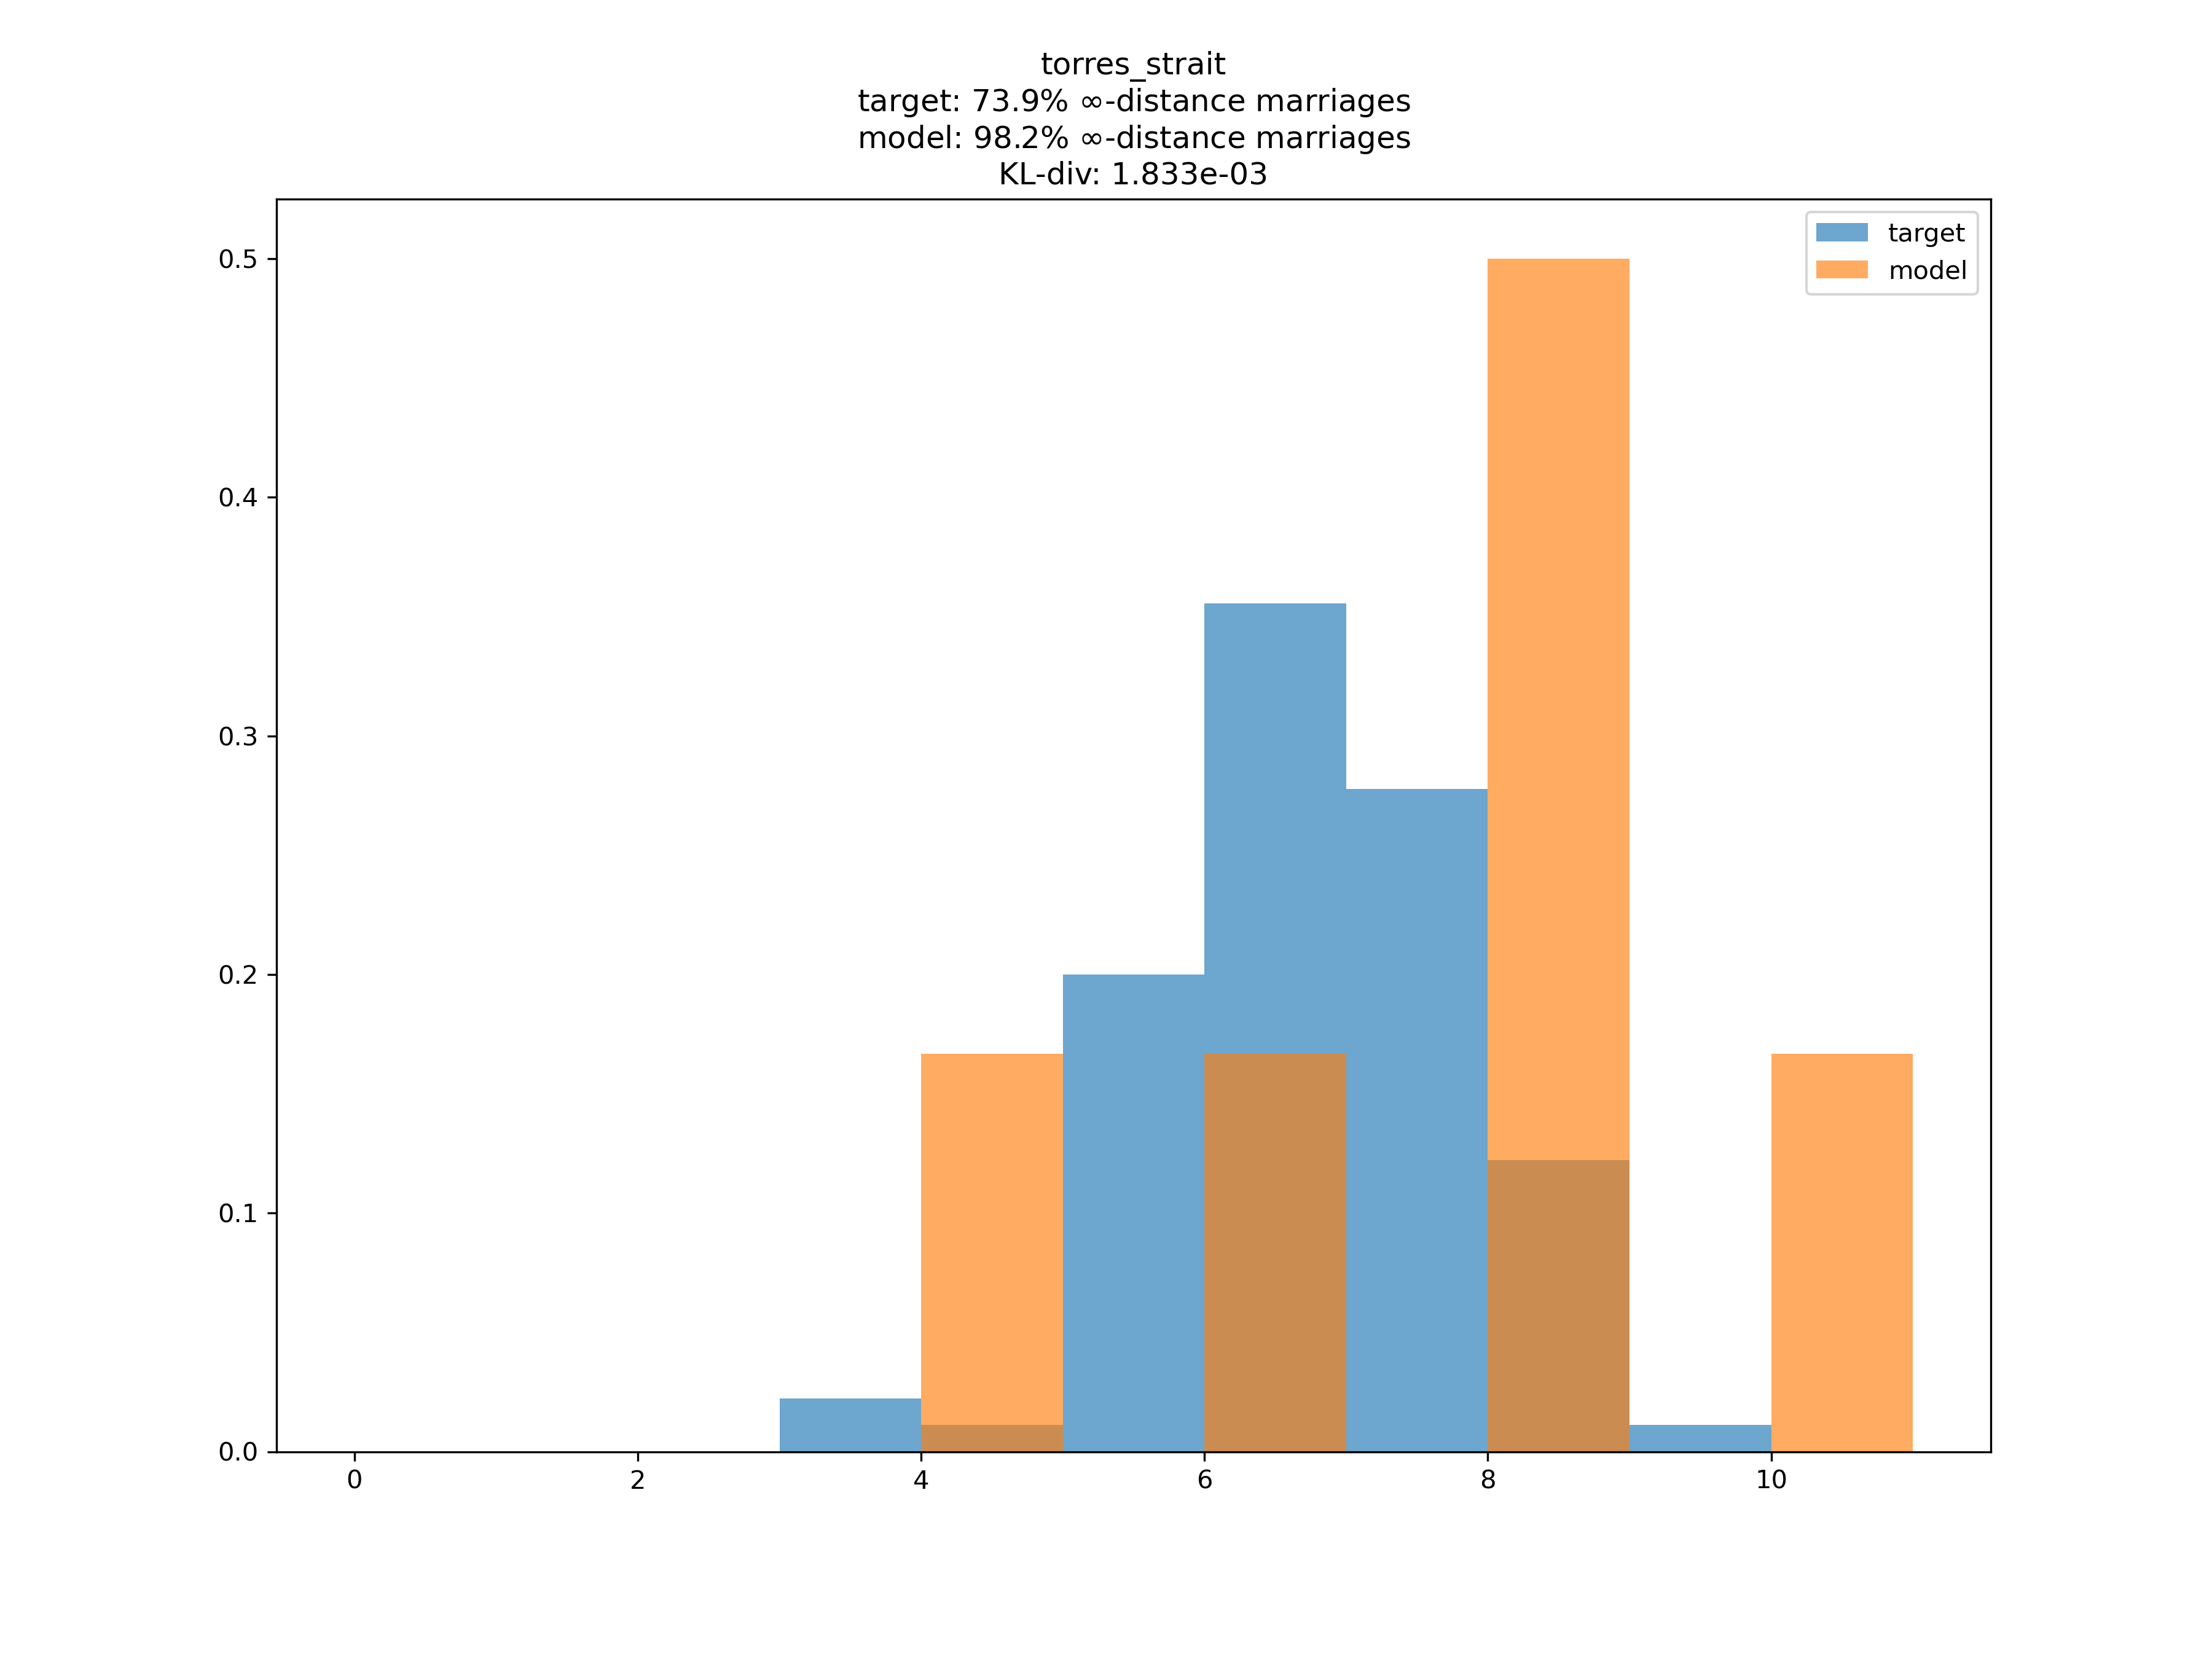 torres_strait
target: 73.9% ∞-distance marriages
model: 98.2% ∞-distance marriages
KL-div: 1.833e-03
target
model
0.5
0.4
0.3
0.2
0.1
0.0
0 2 4 6 8 10